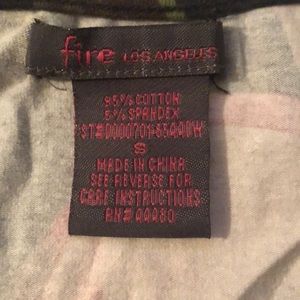 fire LOS ANGELES
95% COTTON
5% SPANDEX
S
MADE IN CHINA
SEE REVERSE FOR
CARE INSTRUCTIONS